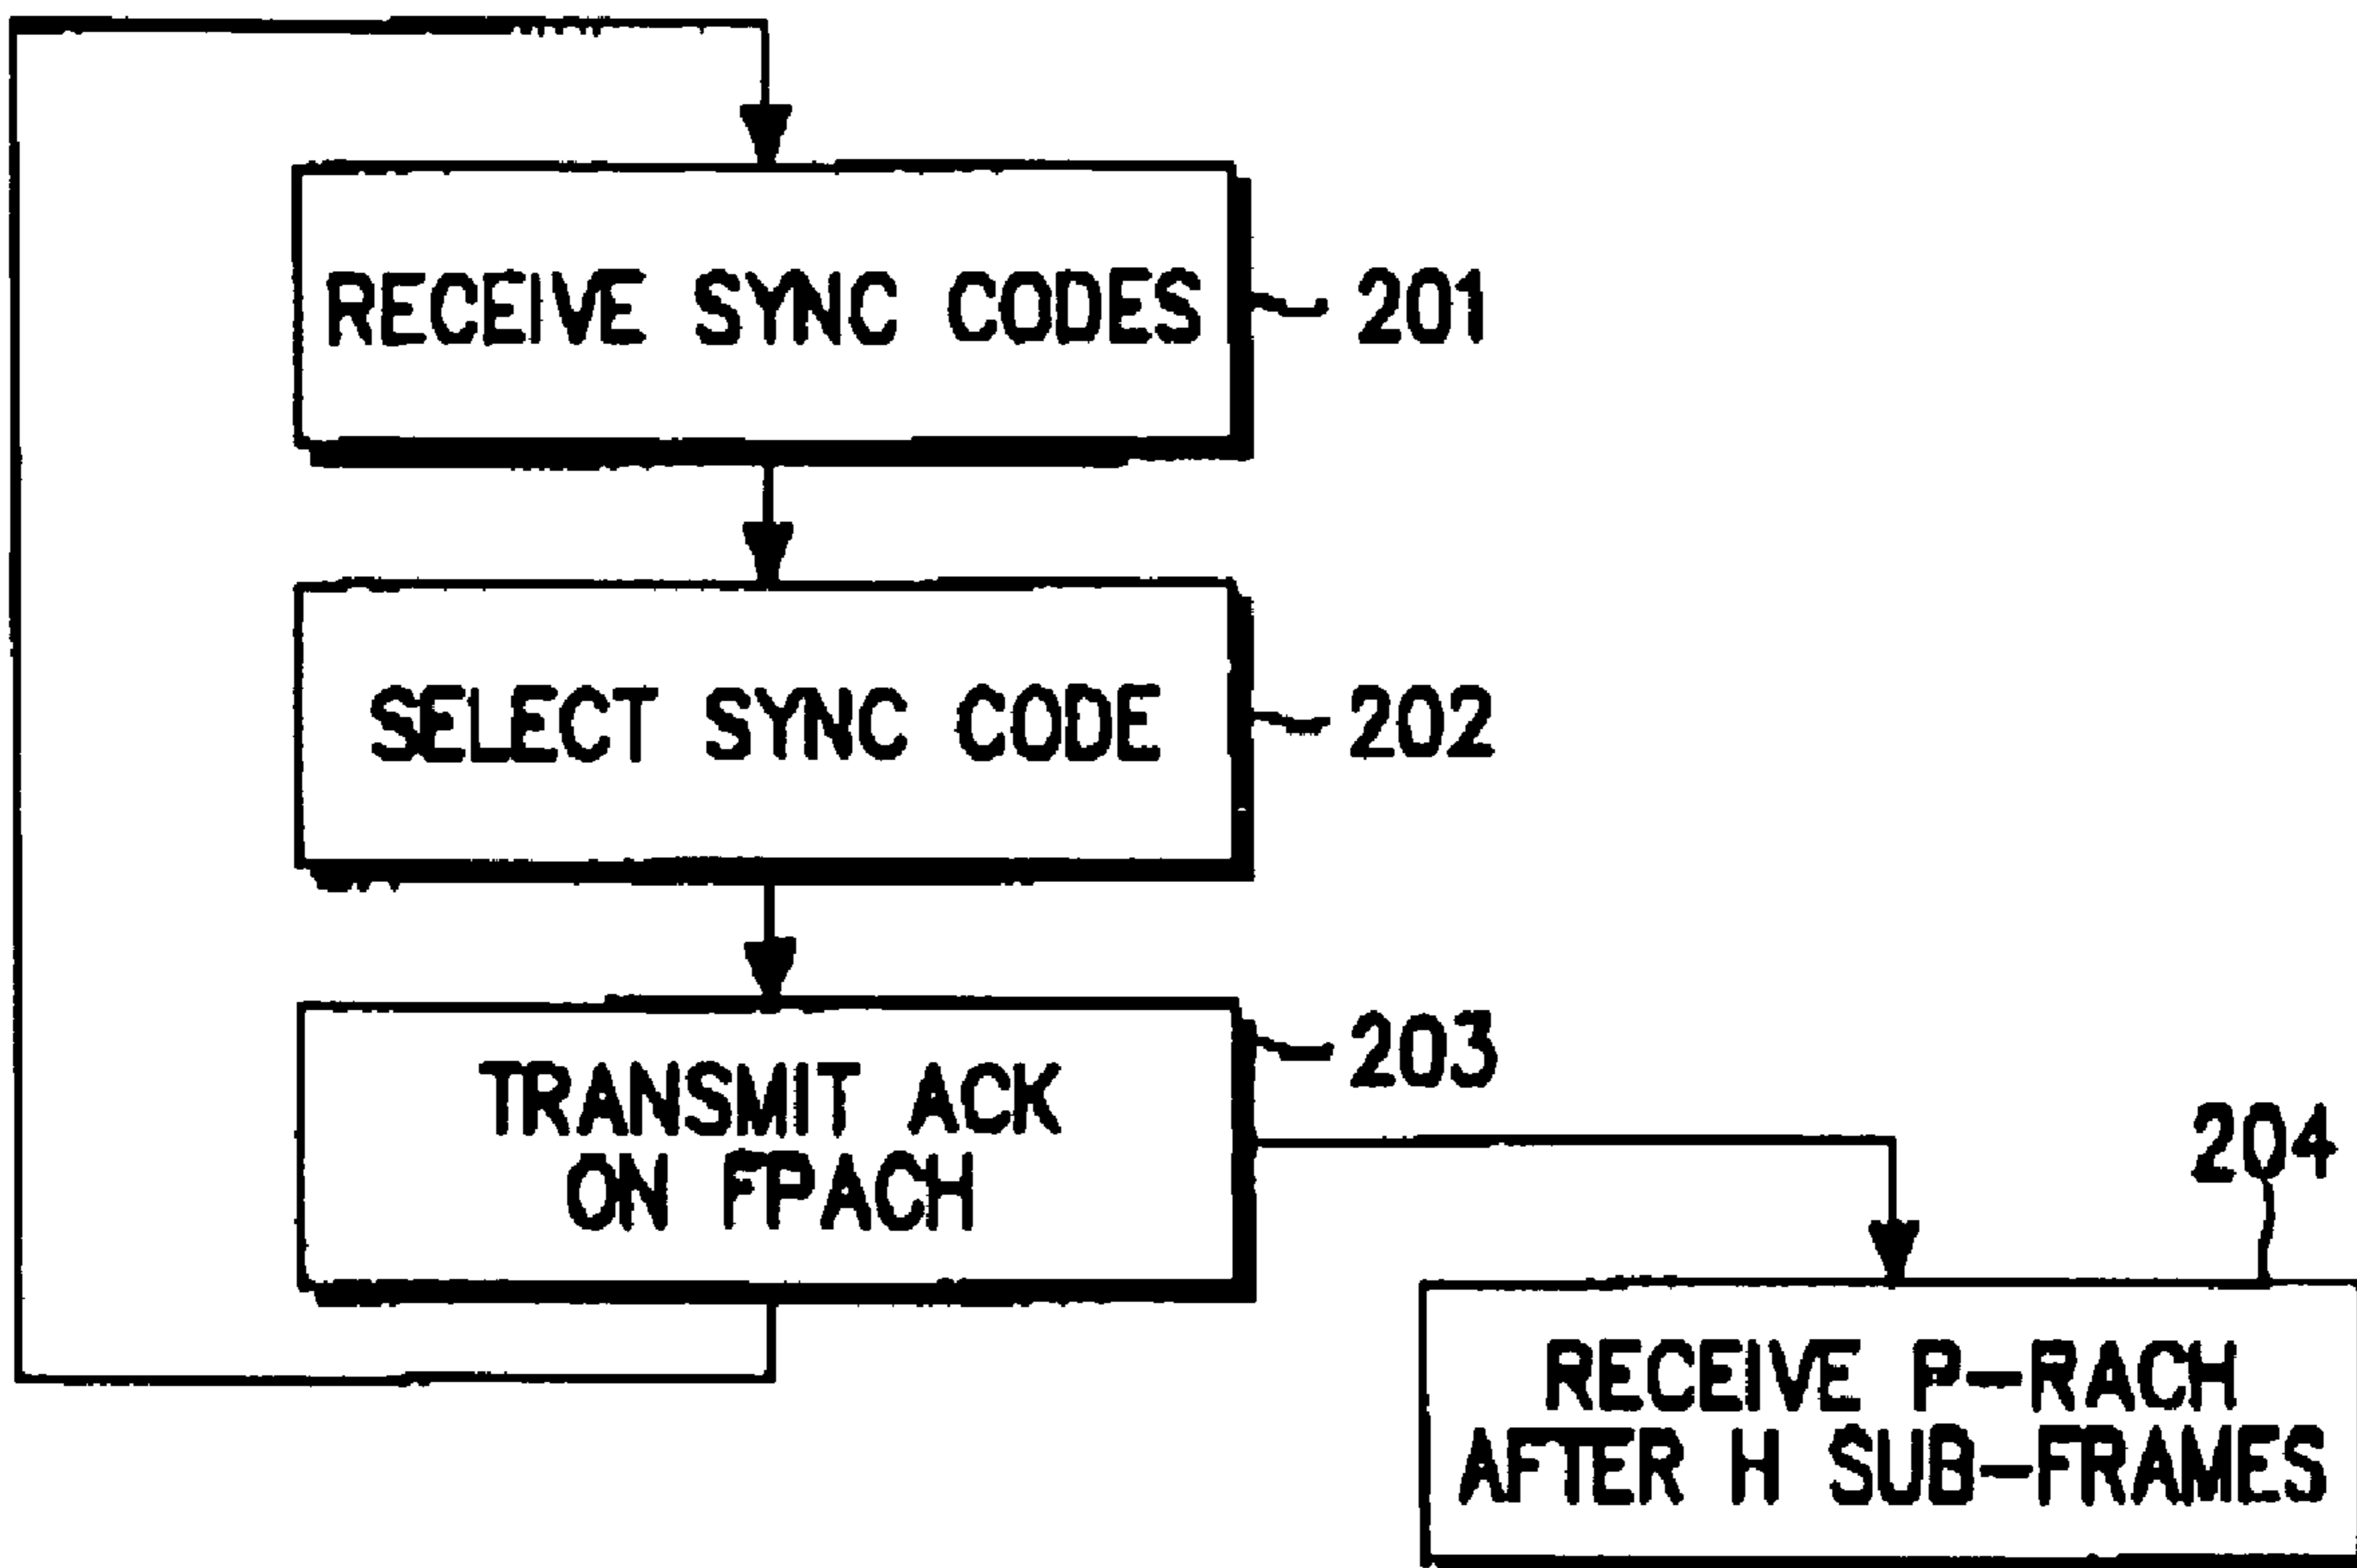 RECEIVE SYNC CODES
201
SELECT SYNC CODE
202
TRANSMIT ACK
ON FPACH
203
204
RECEIVE P-RACH
AFTER H SUB-FRAMES